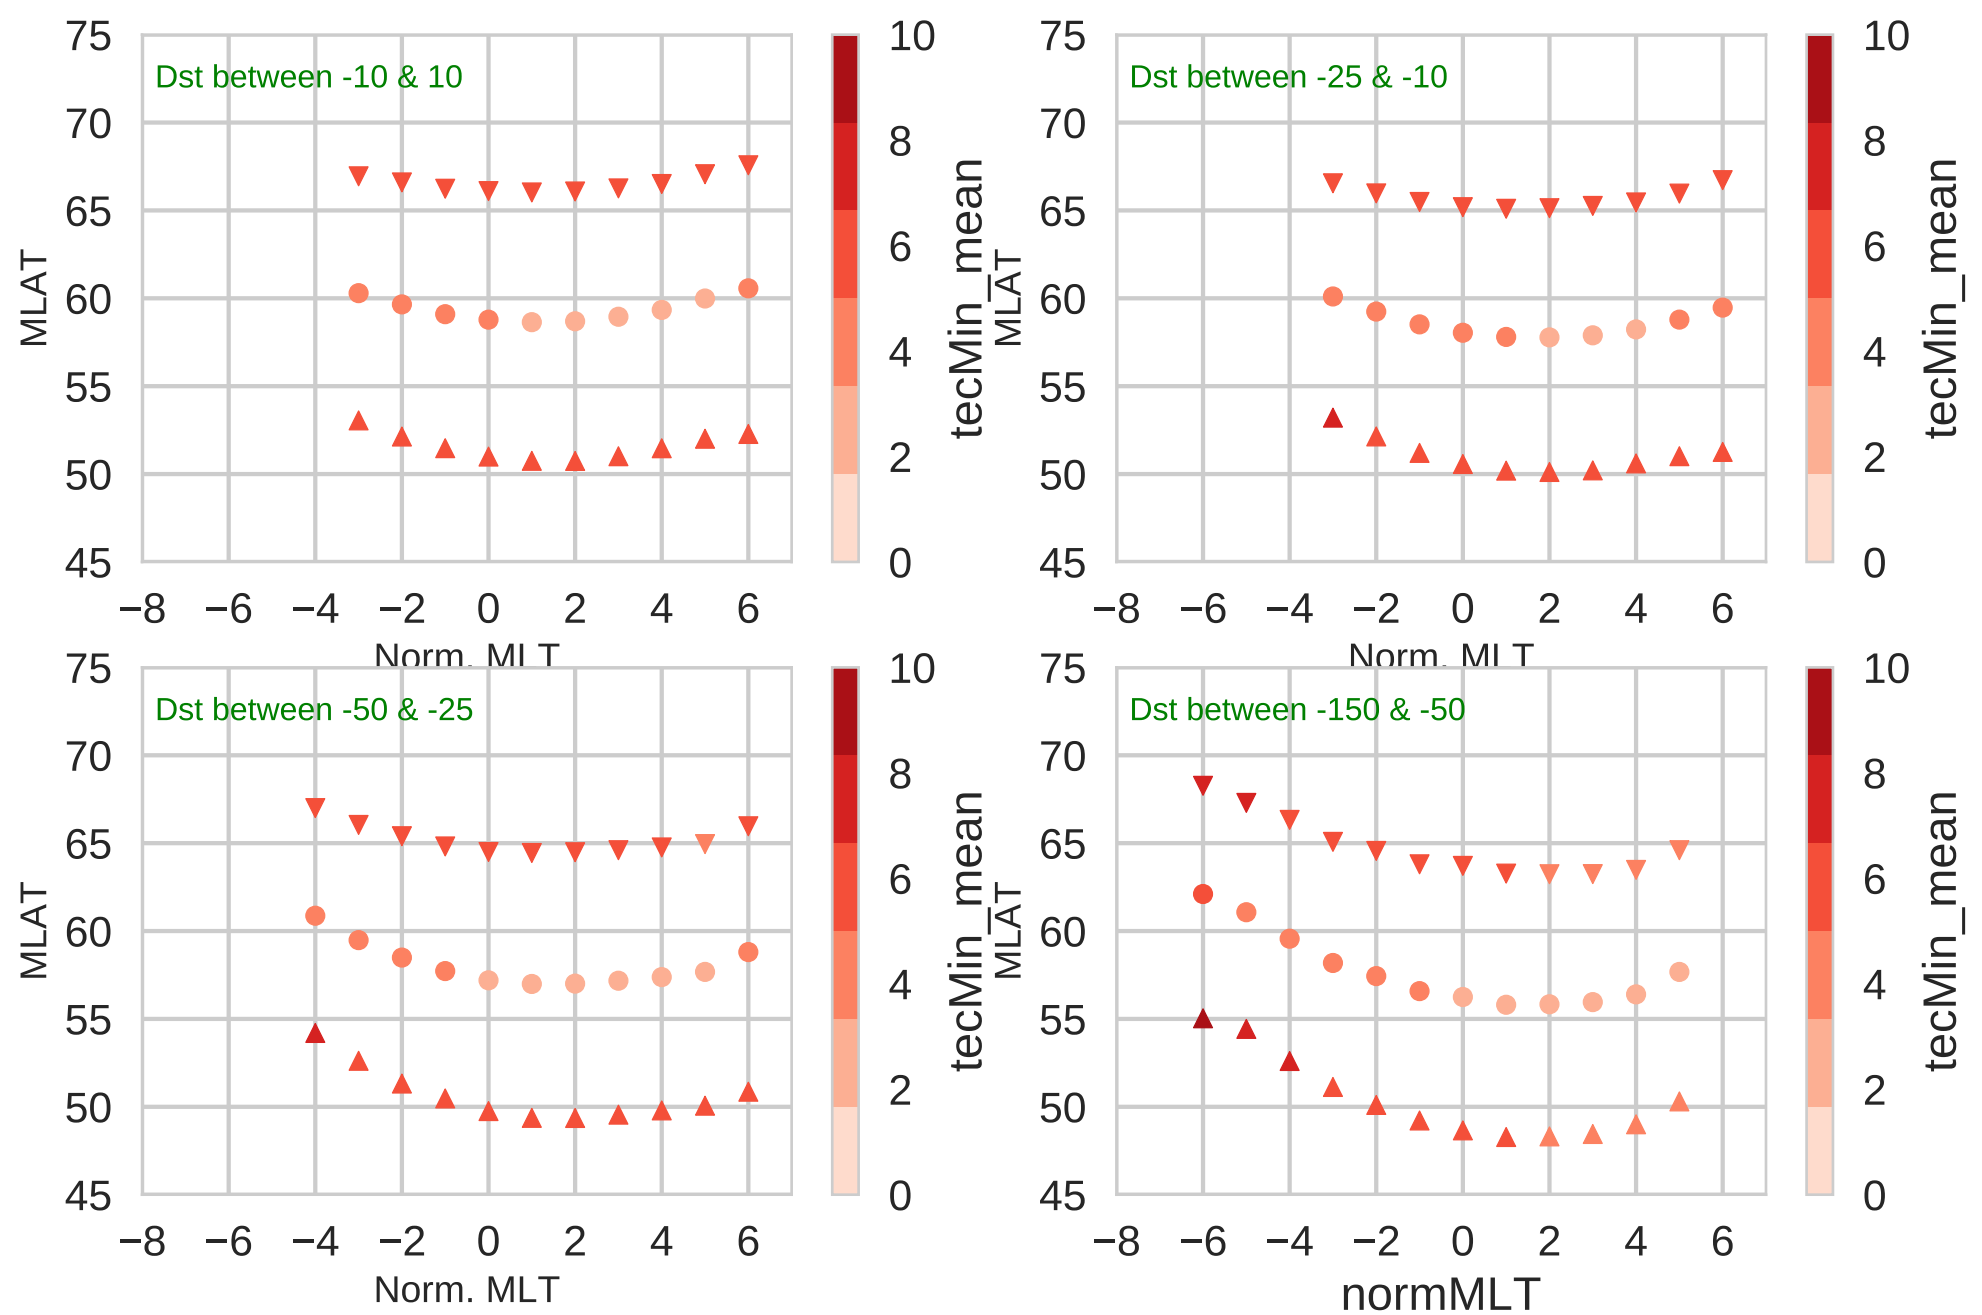 75
70
65
60
55
50
45
MLAT
Dst between -10 & 10
−8 −6 −4 −2 0 2 4 6
Norm. MLT
10
8
6
4
2
0
tecMin_mean
75
70
65
60
55
50
45
MLAT
Dst between -25 & -10
−8 −6 −4 −2 0 2 4 6
Norm. MLT
10
8
6
4
2
0
tecMin_mean
75
70
65
60
55
50
45
MLAT
Dst between -50 & -25
−8 −6 −4 −2 0 2 4 6
Norm. MLT
10
8
6
4
2
0
tecMin_mean
75
70
65
60
55
50
45
MLAT
Dst between -150 & -50
−8 −6 −4 −2 0 2 4 6
normMLT
10
8
6
4
2
0
tecMin_mean